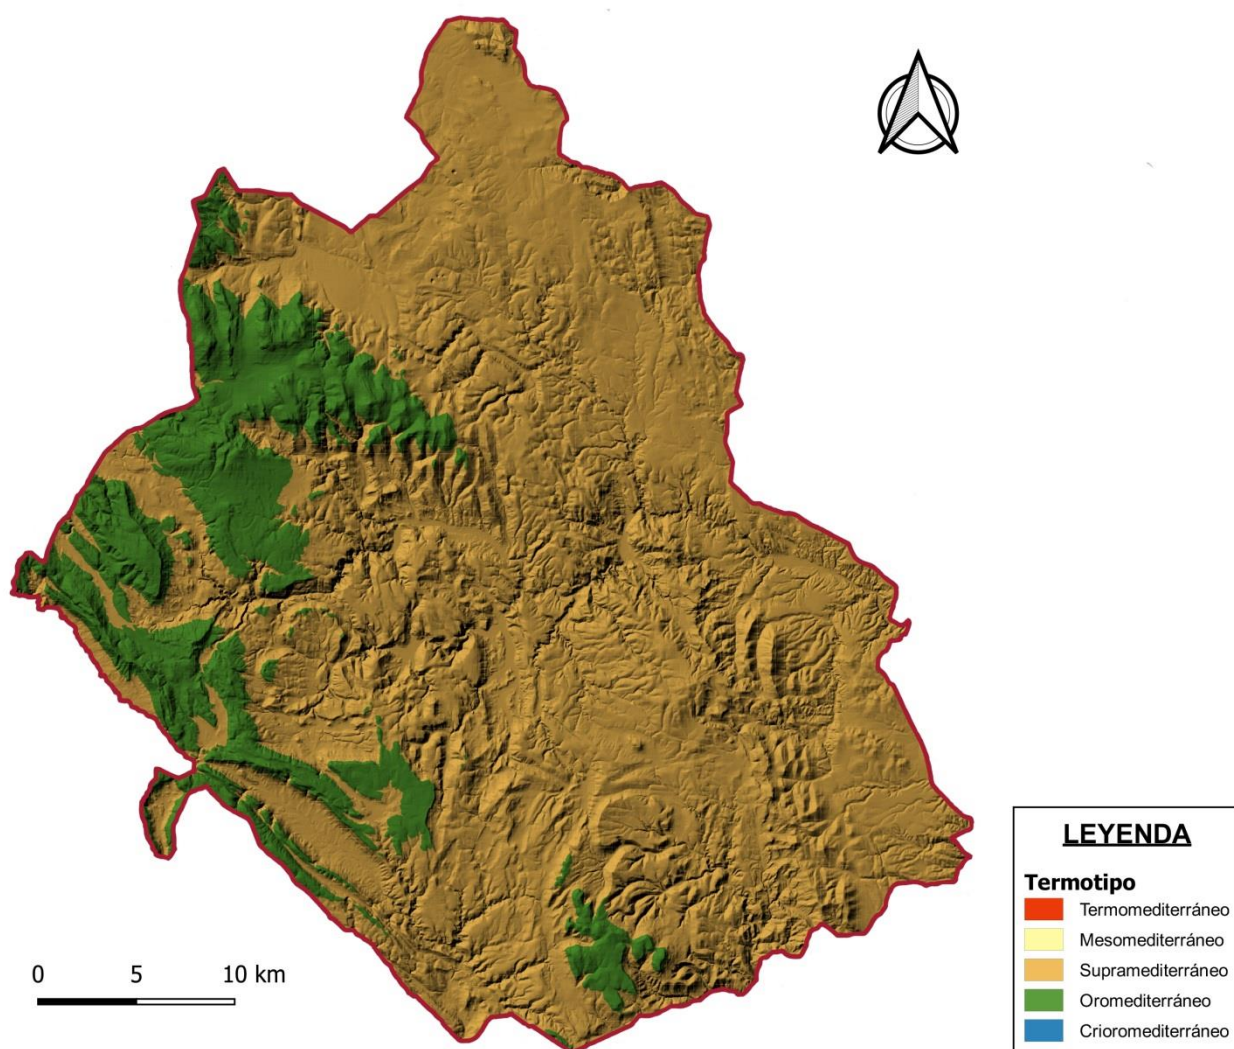 0 5 10 km
LEYENDA
Termotipo
Termomediterráneo
Mesomediterráneo
Supramediterráneo
Oromediterráneo
Crioromediterráneo